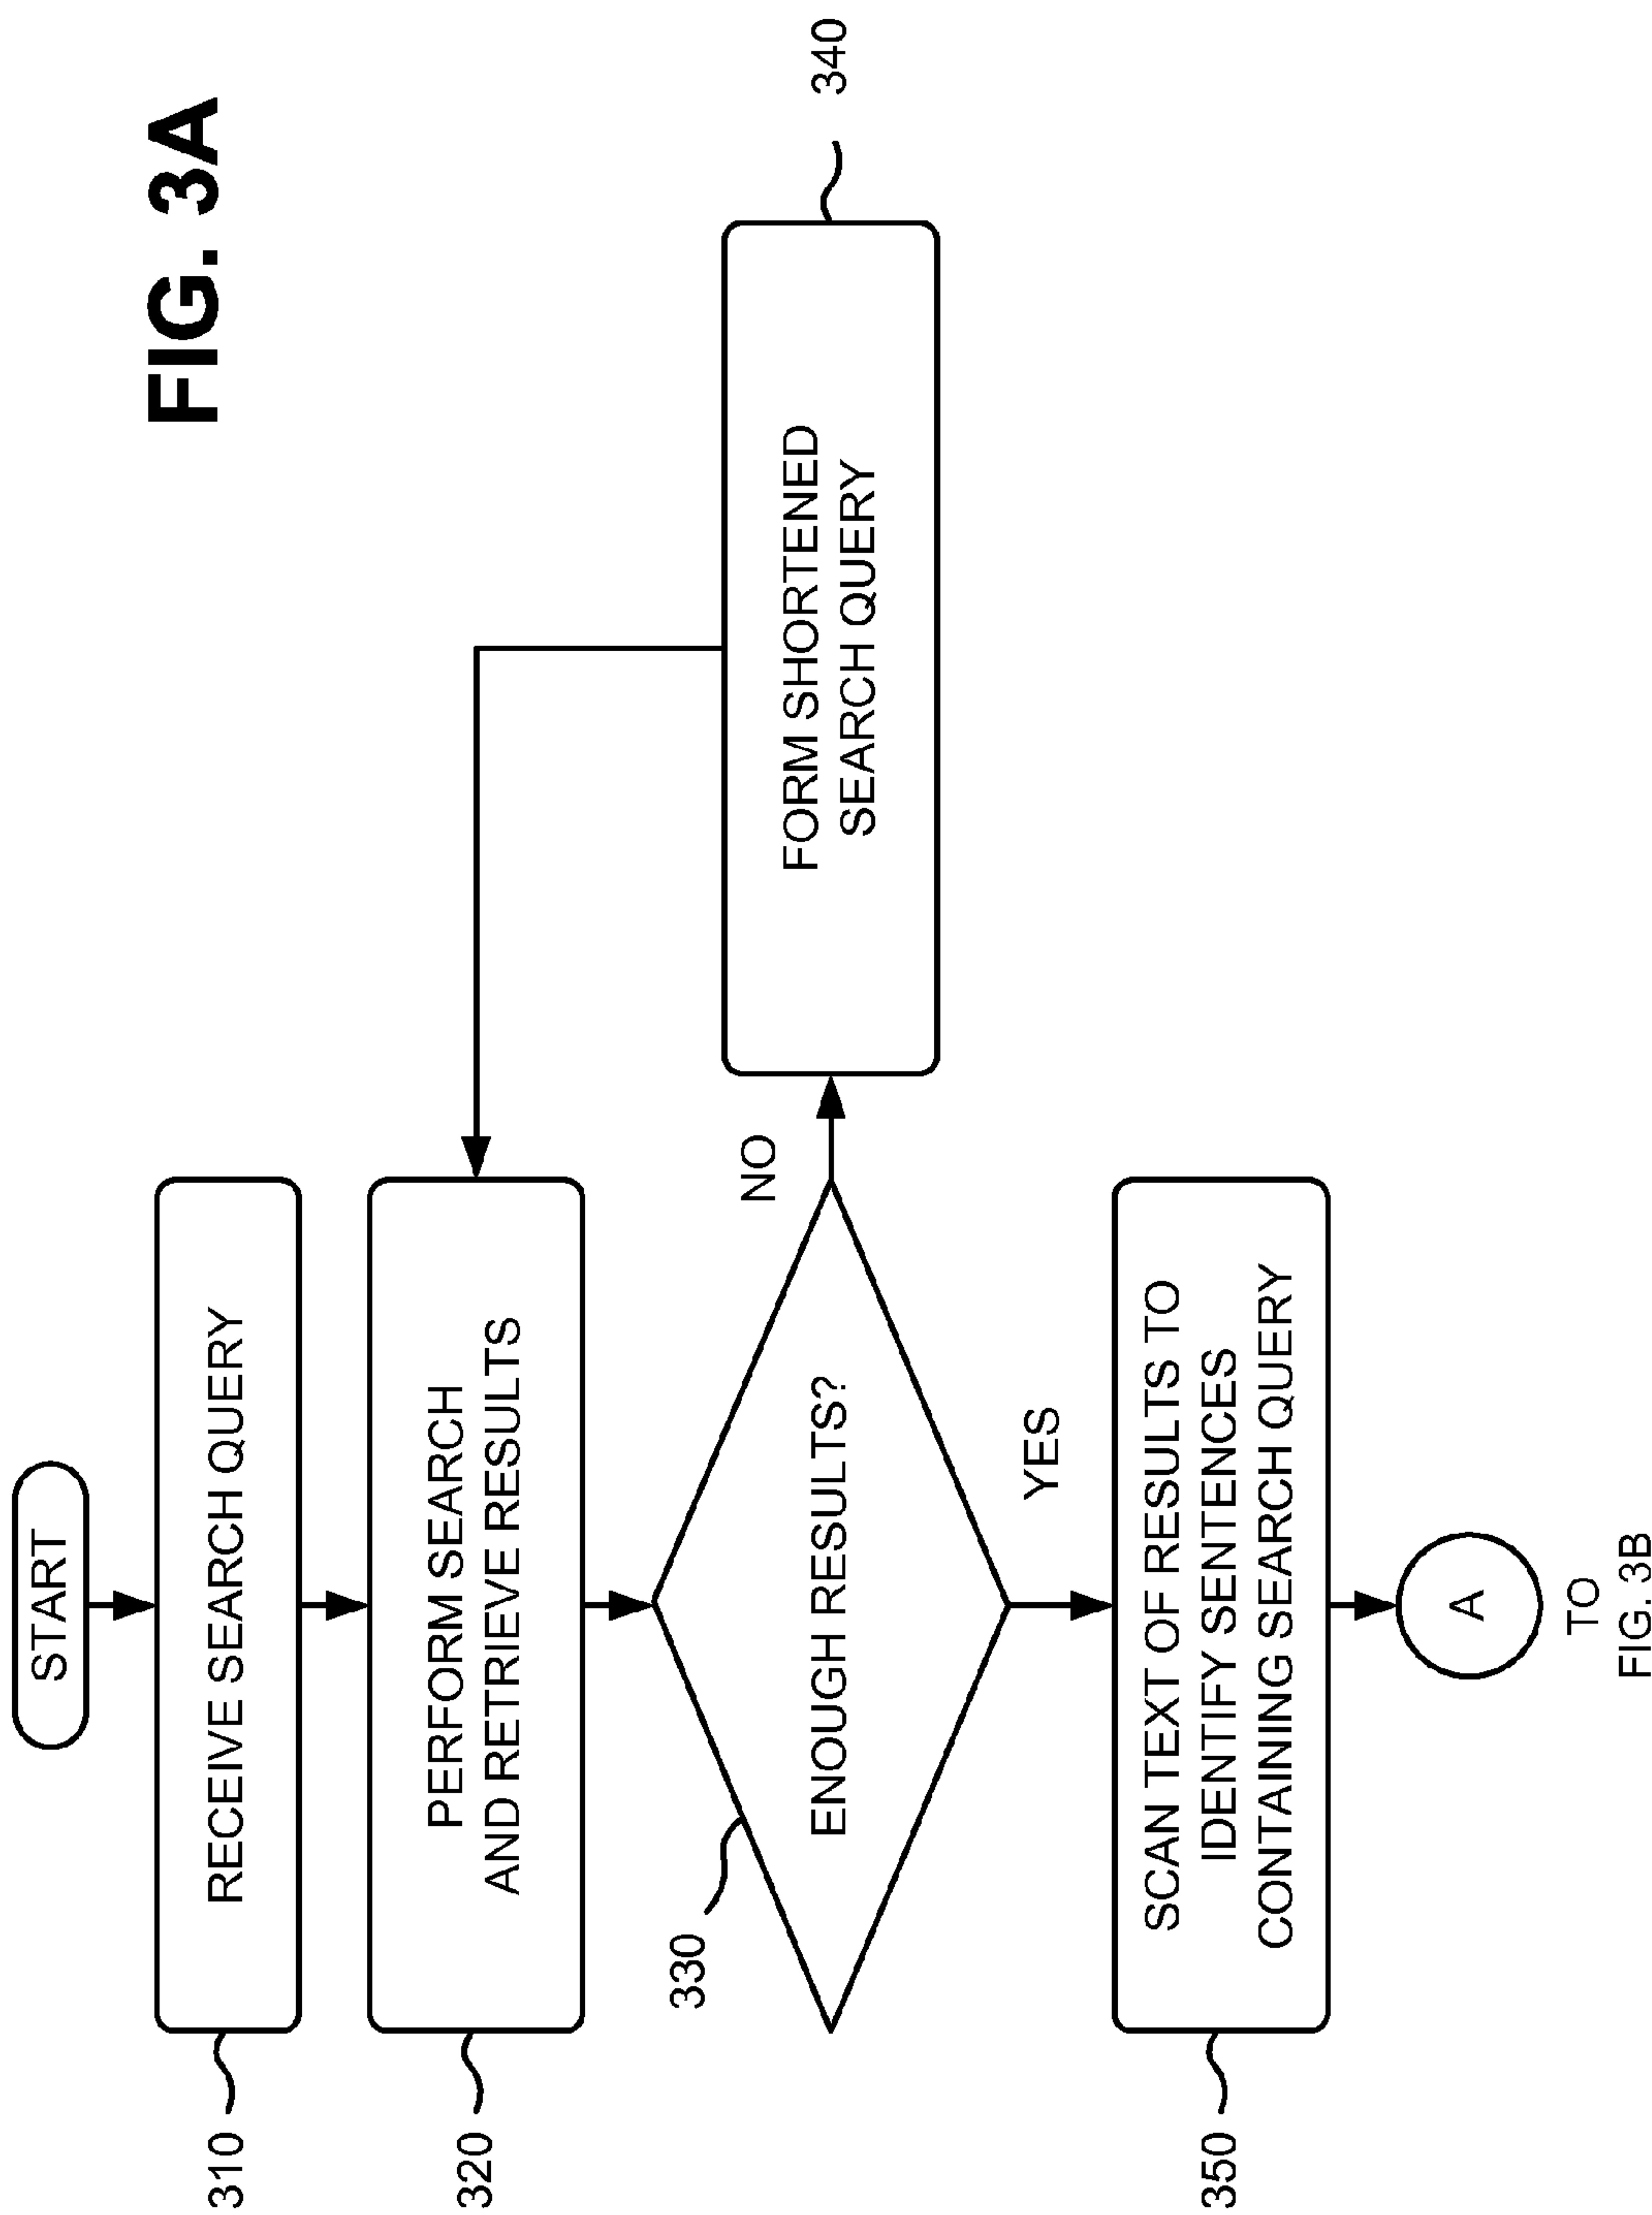 FIG. 3A
START
310
RECEIVE SEARCH QUERY
320
PERFORM SEARCH
AND RETRIEVE RESULTS
330
ENOUGH RESULTS?
NO
FORM SHORTENED
SEARCH QUERY
340
YES
350
SCAN TEXT OF RESULTS TO
IDENTIFY SENTENCES
CONTAINING SEARCH QUERY
A
TO
FIG. 3B